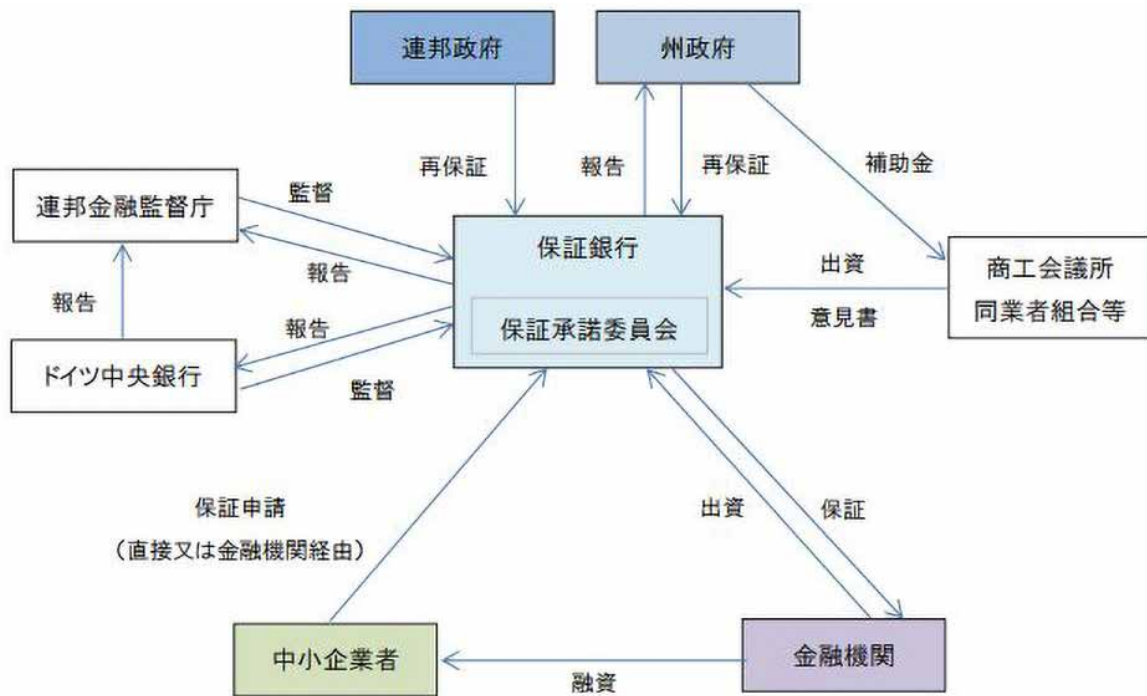 連邦政府
州政府
再保証
報告
再保証
補助金
連邦金融監督庁
監督
報告
保証銀行
保証承諾委員会
出資
意見書
商工会議所
同業者組合等
報告
報告
監督
ドイツ中央銀行
保証申請
（直接又は金融機関経由）
出資
保証
中小企業者
融資
金融機関